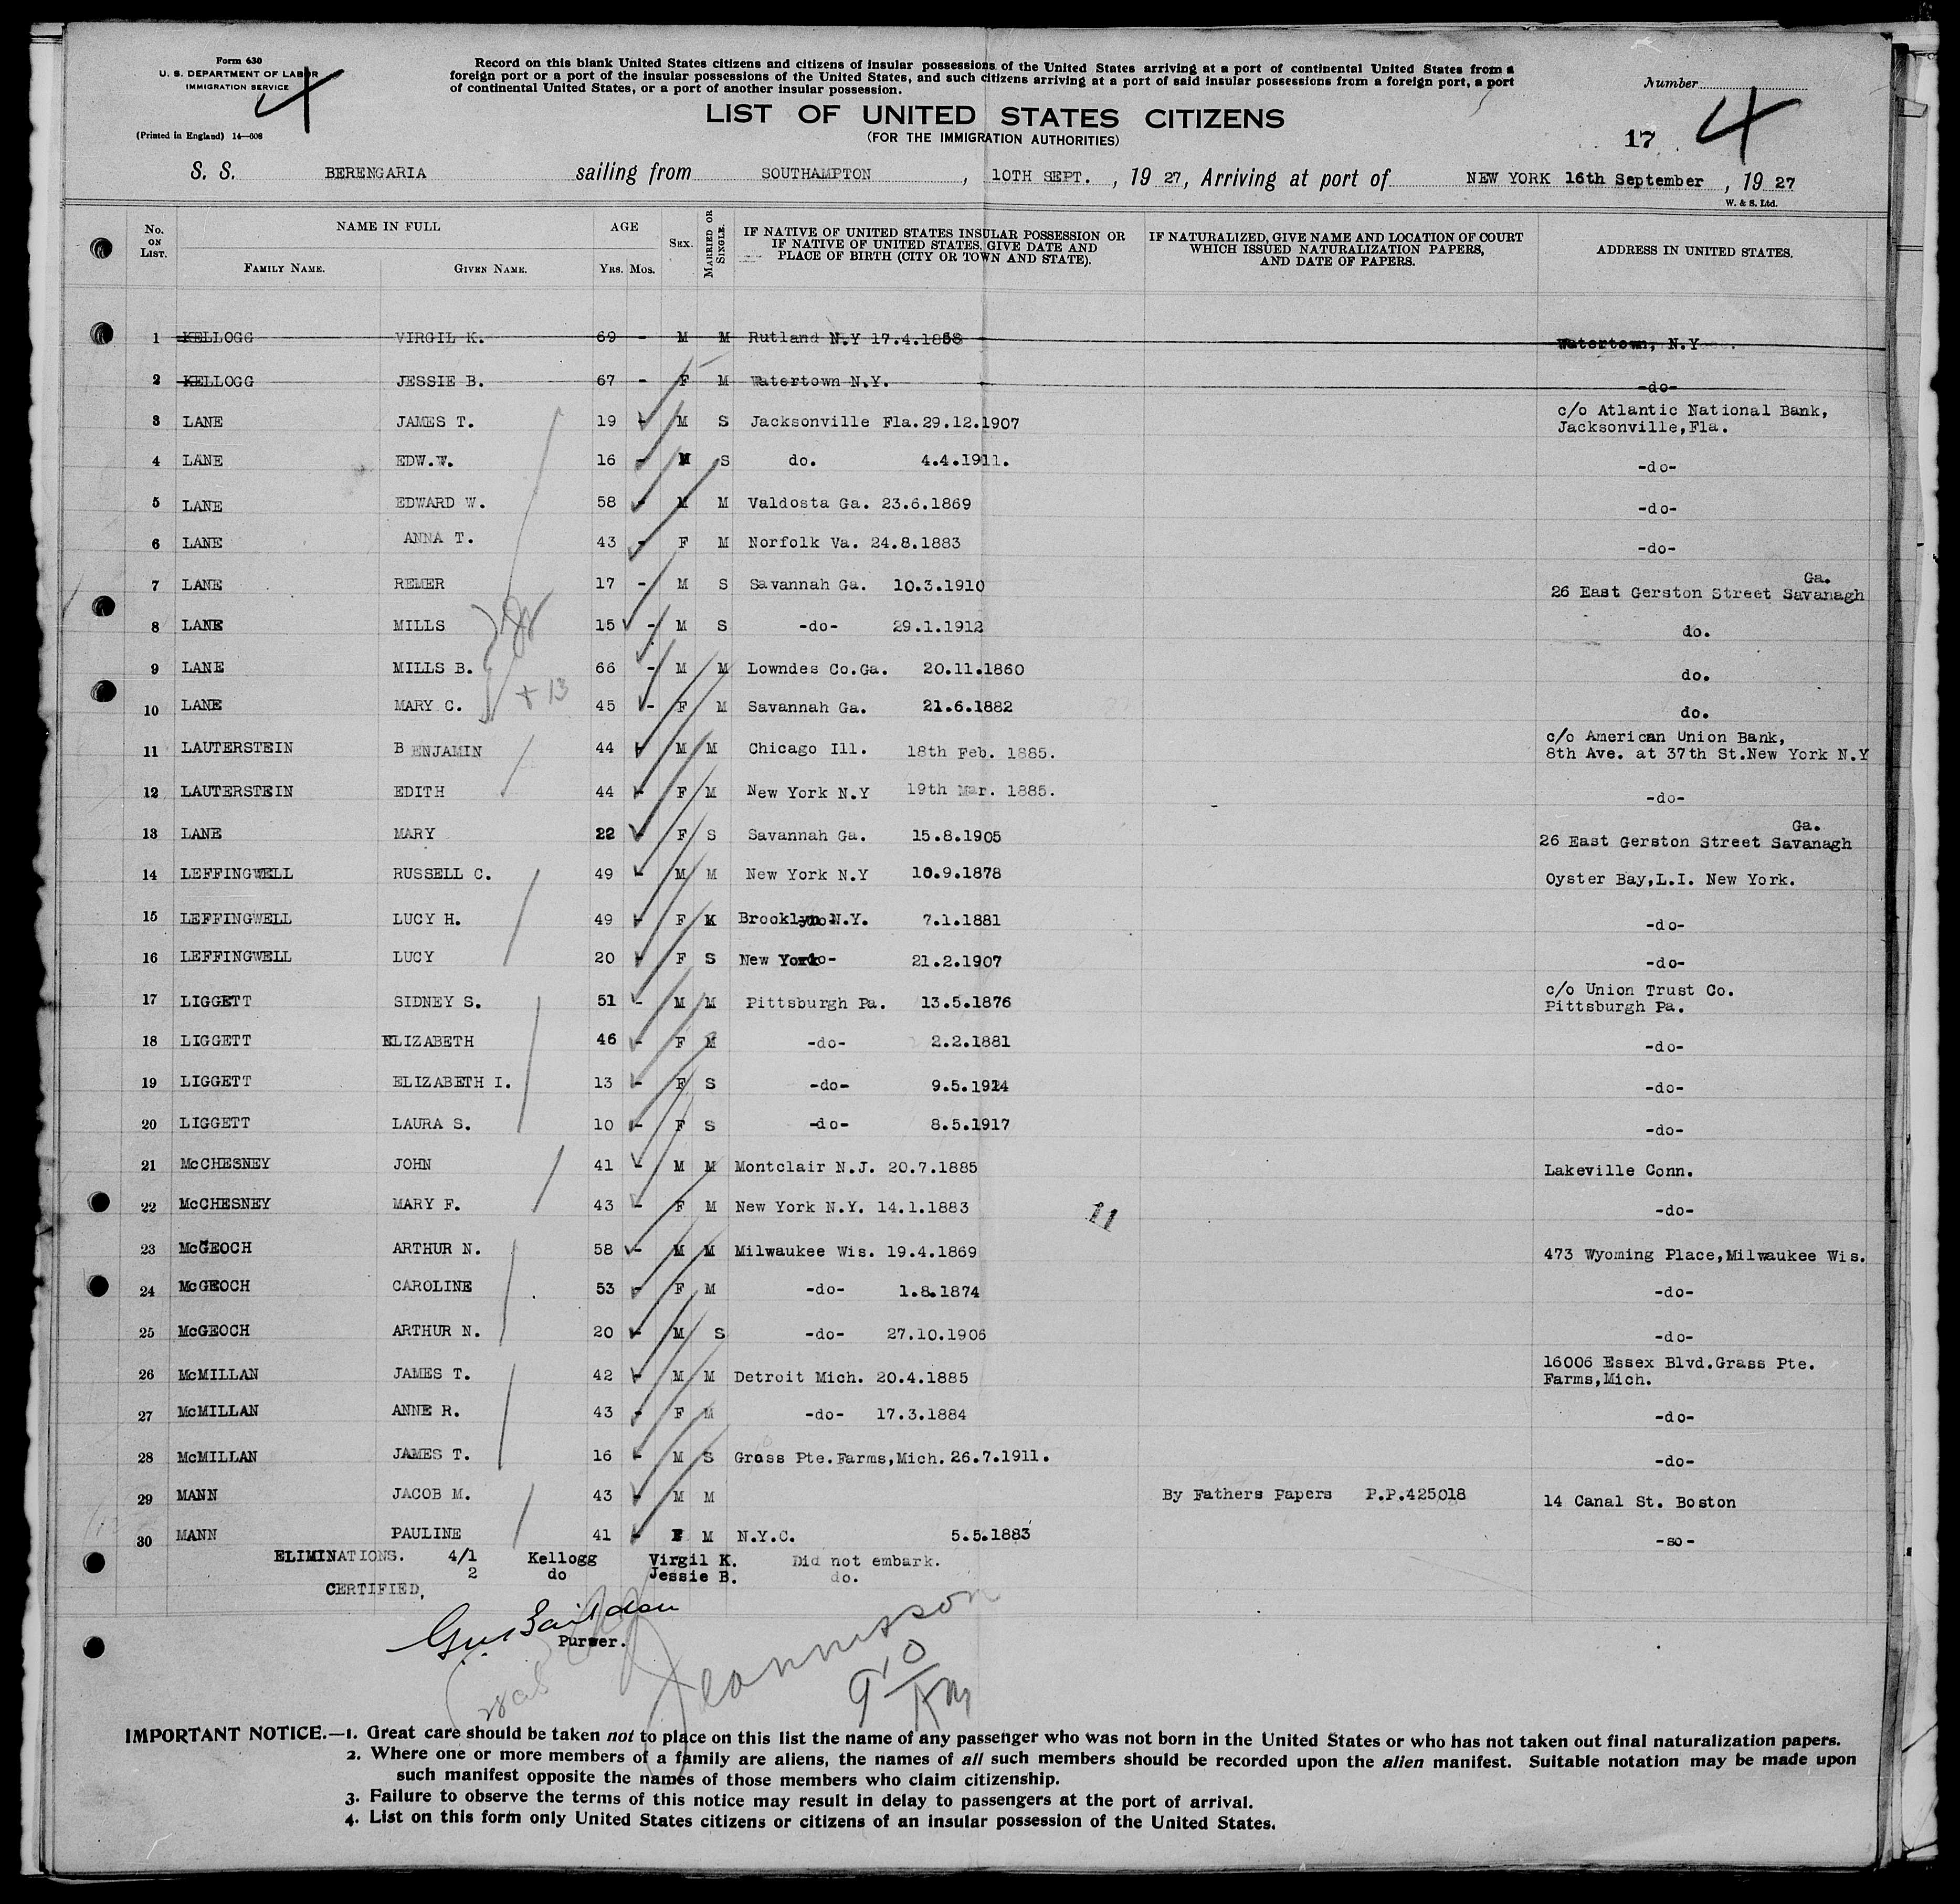 Form 630
U. S. DEPARTMENT OF LABOR
IMMIGRATION SERVICE
4
(Printed in England) 14—608
Record on this blank United States citizens and citizens of insular possessions of the United States arriving at a port of continental United States from a
foreign port or a port of the insular possessions of the United States, and such citizens arriving at a port of said insular possessions from a foreign port, a port
of continental United States, or a port of another insular possession.
Number
LIST OF UNITED STATES CITIZENS
(FOR THE IMMIGRATION AUTHORITIES)
17 4
S. S. BERENGARIA sailing from SOUTHAMPTON, 10TH SEPT., 19 27, Arriving at port of NEW YORK 16th September, 19 27
W. & S. Ltd.
No. ON LIST. NAME IN FULL FAMILY NAME. GIVEN NAME. AGE YRS. MOS. SEX. MARRIED OR SINGLE. IF NATIVE OF UNITED STATES INSULAR POSSESSION OR IF NATIVE OF UNITED STATES, GIVE DATE AND PLACE OF BIRTH (CITY OR TOWN AND STATE). IF NATURALIZED, GIVE NAME AND LOCATION OF COURT WHICH ISSUED NATURALIZATION PAPERS, AND DATE OF PAPERS. ADDRESS IN UNITED STATES.
1 KELLOGG VIRGIL K. 69 - M M Rutland N.Y 17.4.1858 Watertown, N.Y
2 KELLOGG JESSIE B. 67 - F M Watertown N.Y. -do-
3 LANE JAMES T. 19 - M S Jacksonville Fla.29.12.1907 c/o Atlantic National Bank,
Jacksonville,Fla.
4 LANE EDW.W. 16 - M S do. 4.4.1911. -do-
5 LANE EDWARD W. 58 - M M Valdosta Ga. 23.6.1869 -do-
6 LANE ANNA T. 43 - F M Norfolk Va. 24.8.1883 -do-
7 LANE REMER 17 - M S Savannah Ga. 10.3.1910 Ga.
26 East Gerston Street Savanagh
8 LANE MILLS 15 - M S -do- 29.1.1912 do.
9 LANE MILLS B. 66 - M M Lowndes Co.Ga. 20.11.1860 do.
+ 13
10 LANE MARY C. 45 - F M Savannah Ga. 21.6.1882 do.
11 LAUTERSTEIN BENJAMIN 44 - M M Chicago Ill. 18th Feb. 1885. c/o American Union Bank,
8th Ave. at 37th St.New York N.Y
12 LAUTERSTEIN EDITH 44 - F M New York N.Y 19th Mar. 1885. -do-
13 LANE MARY 22 - F S Savannah Ga. 15.8.1905 Ga.
26 East Gerston Street Savanagh
14 LEFFINGWELL RUSSELL C. 49 - M M New York N.Y 10.9.1878 Oyster Bay,L.I. New York.
15 LEFFINGWELL LUCY H. 49 - F M Brooklyn N.Y. 7.1.1881 -do-
16 LEFFINGWELL LUCY 20 - F S New York 21.2.1907 -do-
17 LIGGETT SIDNEY S. 51 - M M Pittsburgh Pa. 13.5.1876 c/o Union Trust Co.
Pittsburgh Pa.
18 LIGGETT ELIZABETH 46 - F M -do- 2.2.1881 -do-
19 LIGGETT ELIZABETH I. 13 - F S -do- 9.5.1914 -do-
20 LIGGETT LAURA S. 10 - F S -do- 8.5.1917 -do-
21 McCHESNEY JOHN 41 - M M Montclair N.J. 20.7.1885 Lakeville Conn.
22 McCHESNEY MARY F. 43 - F M New York N.Y. 14.1.1883 11 -do-
23 McGEOCH ARTHUR N. 58 - M M Milwaukee Wis. 19.4.1869 473 Wyoming Place,Milwaukee Wis.
24 McGEOCH CAROLINE 53 - F M -do- 1.8.1874 -do-
25 McGEOCH ARTHUR N. 20 - M S -do- 27.10.1906 -do-
26 McMILLAN JAMES T. 42 - M M Detroit Mich. 20.4.1885 16006 Essex Blvd.Grass Pte.
Farms,Mich.
27 McMILLAN ANNE R. 43 - F M -do- 17.3.1884 -do-
28 McMILLAN JAMES T. 16 - M S Gross Pte.Farms,Mich. 26.7.1911. -do-
29 MANN JACOB M. 43 - M M By Fathers Papers P.P.425018 14 Canal St. Boston
30 MANN PAULINE 41 - F M N.Y.C. 5.5.1883 -so-
ELIMINATIONS. 4/1 Kellogg Virgil K. Did not embark.
2 do Jessie B. do.
CERTIFIED,
Purser.
IMPORTANT NOTICE.—1. Great care should be taken not to place on this list the name of any passenger who was not born in the United States or who has not taken out final naturalization papers.
2. Where one or more members of a family are aliens, the names of all such members should be recorded upon the alien manifest. Suitable notation may be made upon
such manifest opposite the names of those members who claim citizenship.
3. Failure to observe the terms of this notice may result in delay to passengers at the port of arrival.
4. List on this form only United States citizens or citizens of an insular possession of the United States.